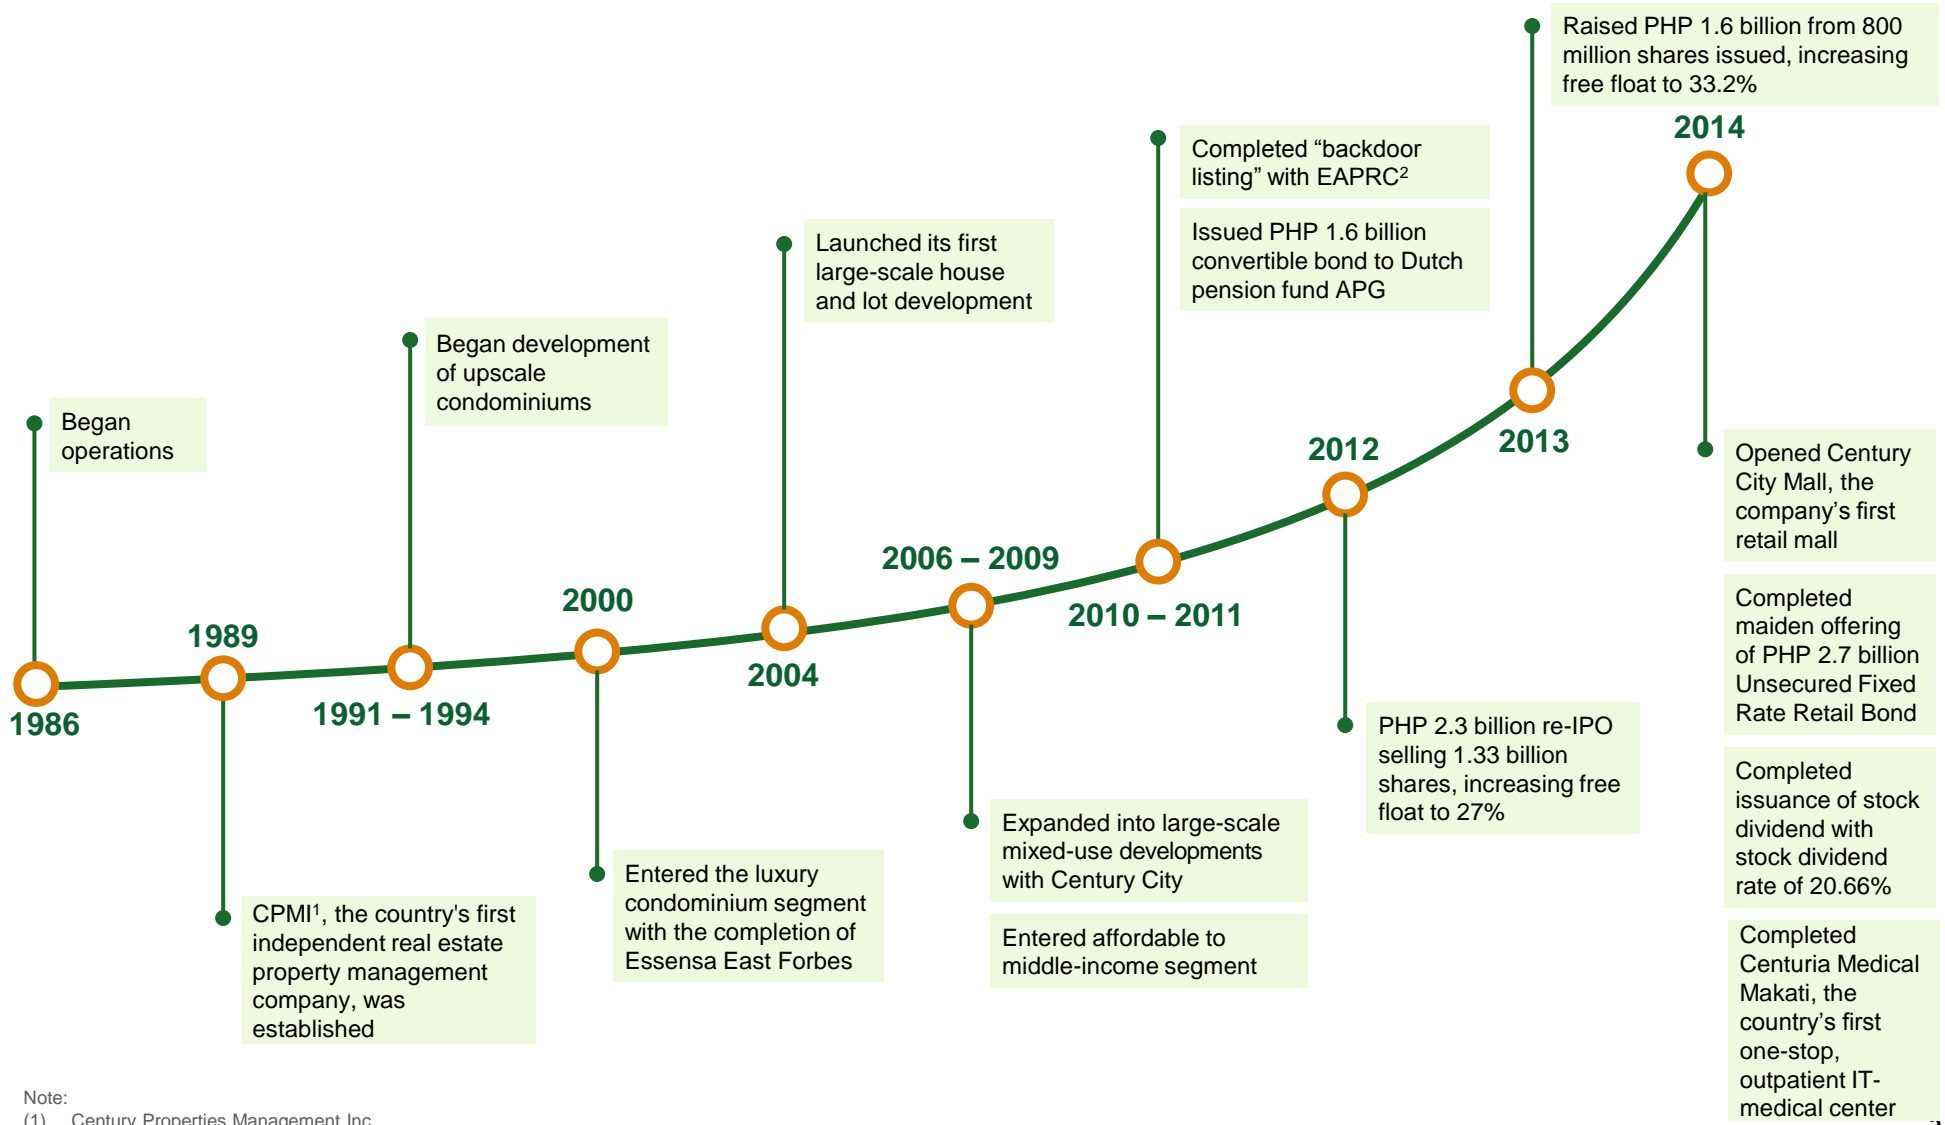 Began
operations
1986
1989
CPMI¹, the country's first
independent real estate
property management
company, was
established
Began development
of upscale
condominiums
1991 – 1994
2000
Entered the luxury
condominium segment
with the completion of
Essensa East Forbes
Launched its first
large-scale house
and lot development
2004
2006 – 2009
Expanded into large-scale
mixed-use developments
with Century City
Entered affordable to
middle-income segment
Completed “backdoor
listing” with EAPRC²
Issued PHP 1.6 billion
convertible bond to Dutch
pension fund APG
2010 – 2011
2012
PHP 2.3 billion re-IPO
selling 1.33 billion
shares, increasing free
float to 27%
Raised PHP 1.6 billion from 800
million shares issued, increasing
free float to 33.2%
2013
2014
Opened Century
City Mall, the
company’s first
retail mall
Completed
maiden offering
of PHP 2.7 billion
Unsecured Fixed
Rate Retail Bond
Completed
issuance of stock
dividend with
stock dividend
rate of 20.66%
Completed
Centuria Medical
Makati, the
country’s first
one-stop,
outpatient IT-
medical center
Note:
(1) Century Properties Management Inc